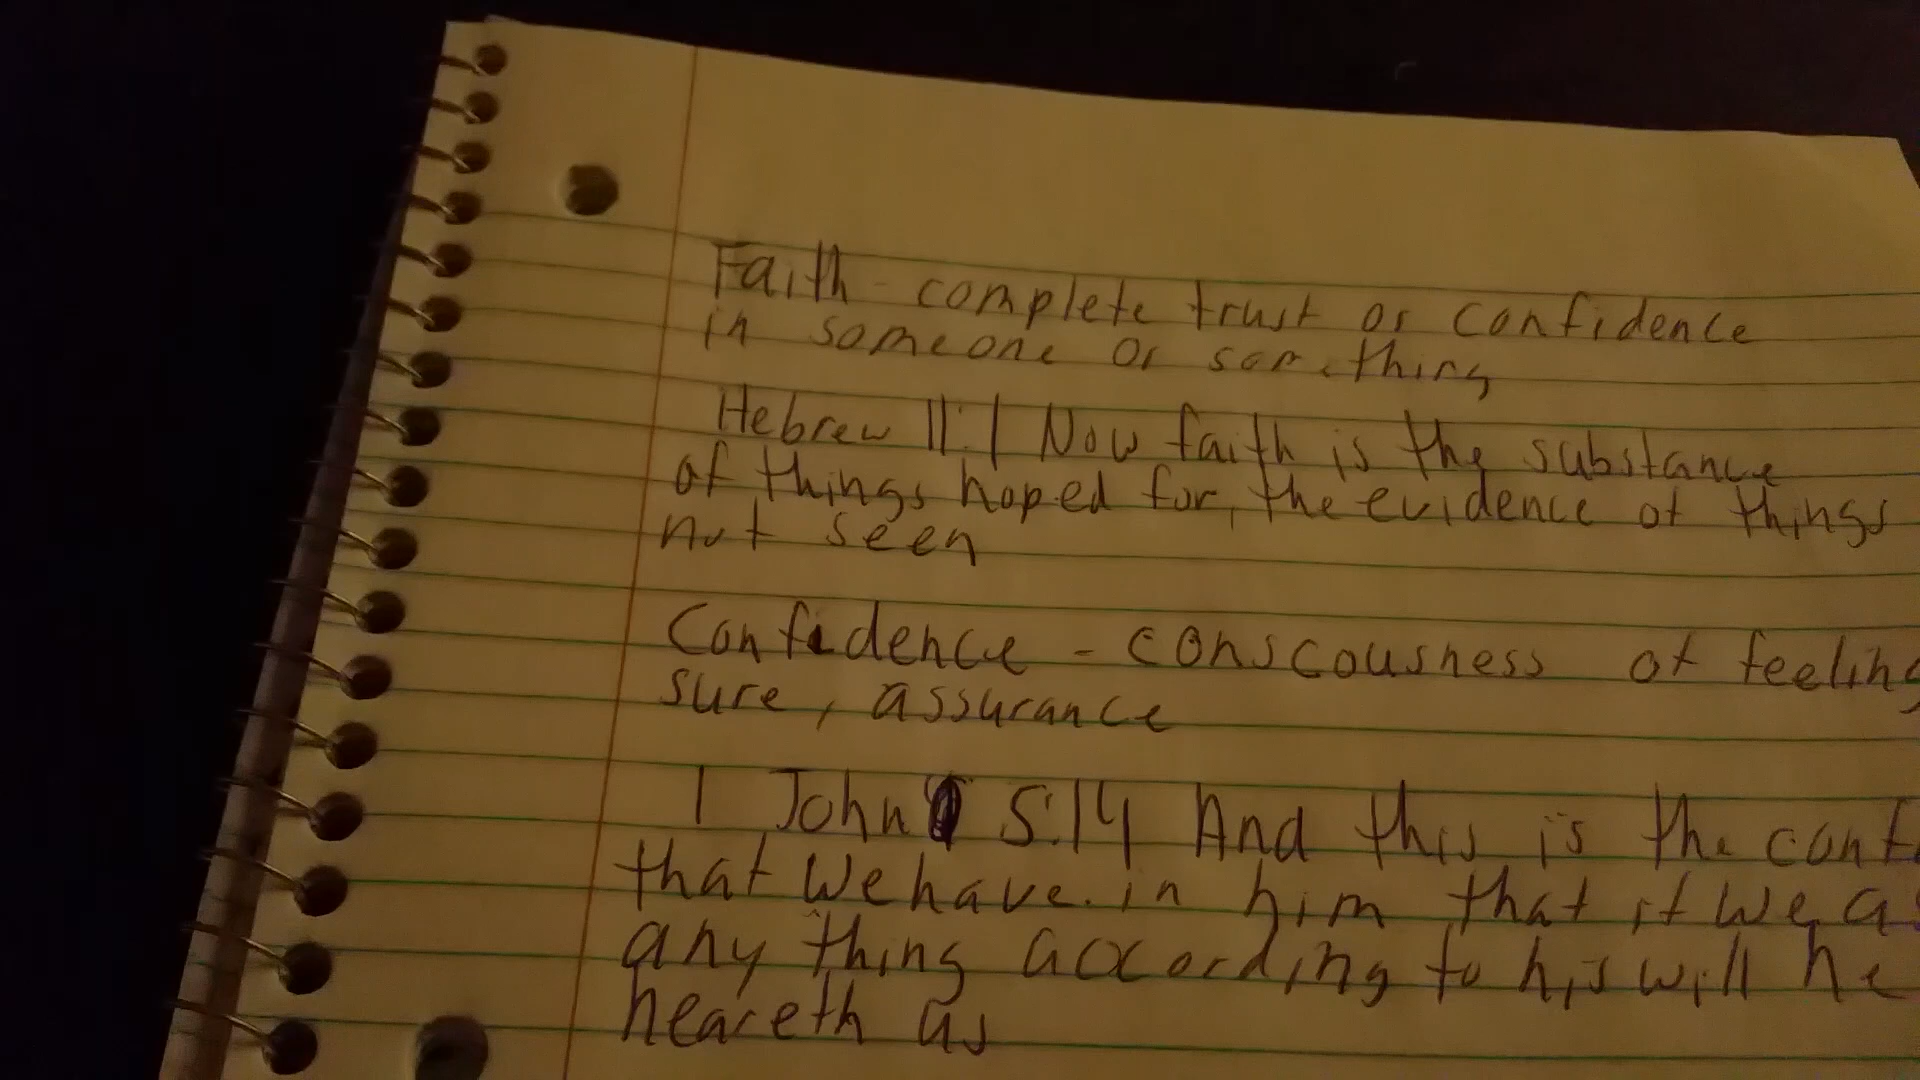 Faith - complete trust or confidence
in someone or something
Hebrew 11:1 Now faith is the substance
of things hoped for, the evidence of things
not seen
Confidence - conscousness of feeling
sure, assurance
1 John 5:14 And this is the conf
that we have in him that if we as
any thing according to his will he
heareth us